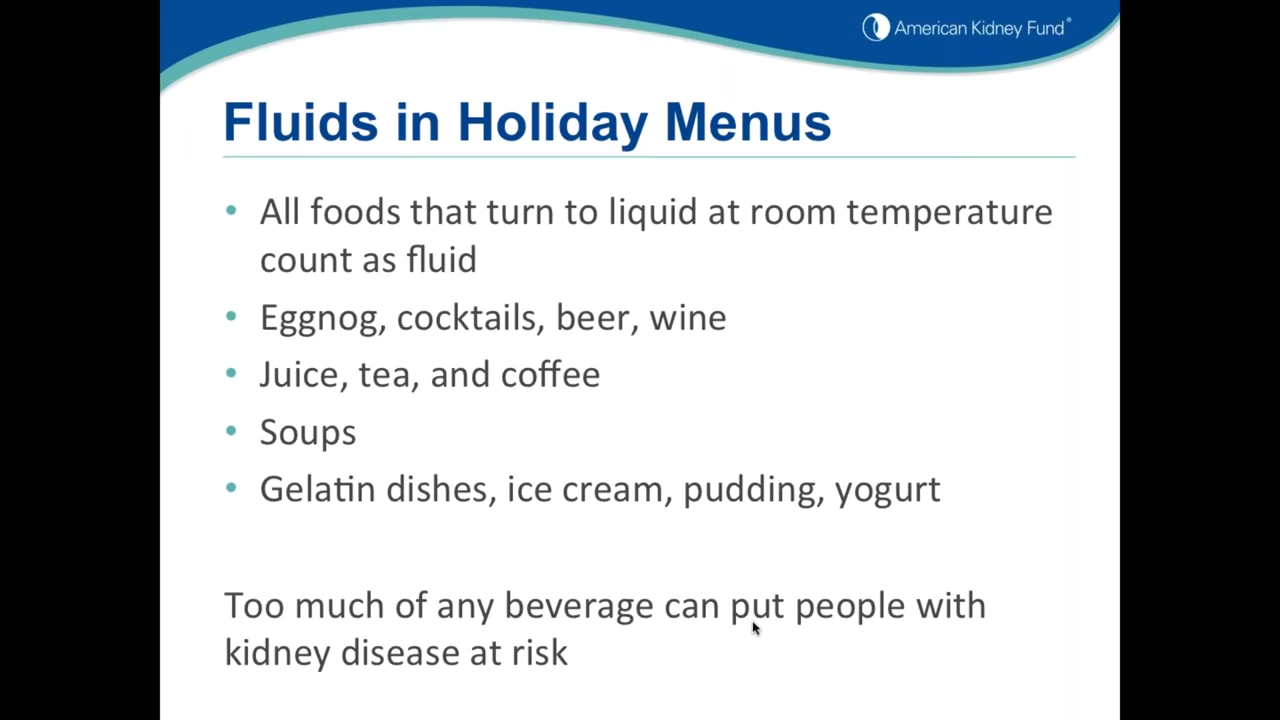 American Kidney Fund®
Fluids in Holiday Menus
• All foods that turn to liquid at room temperature
count as fluid
• Eggnog, cocktails, beer, wine
• Juice, tea, and coffee
• Soups
• Gelatin dishes, ice cream, pudding, yogurt
Too much of any beverage can put people with
kidney disease at risk